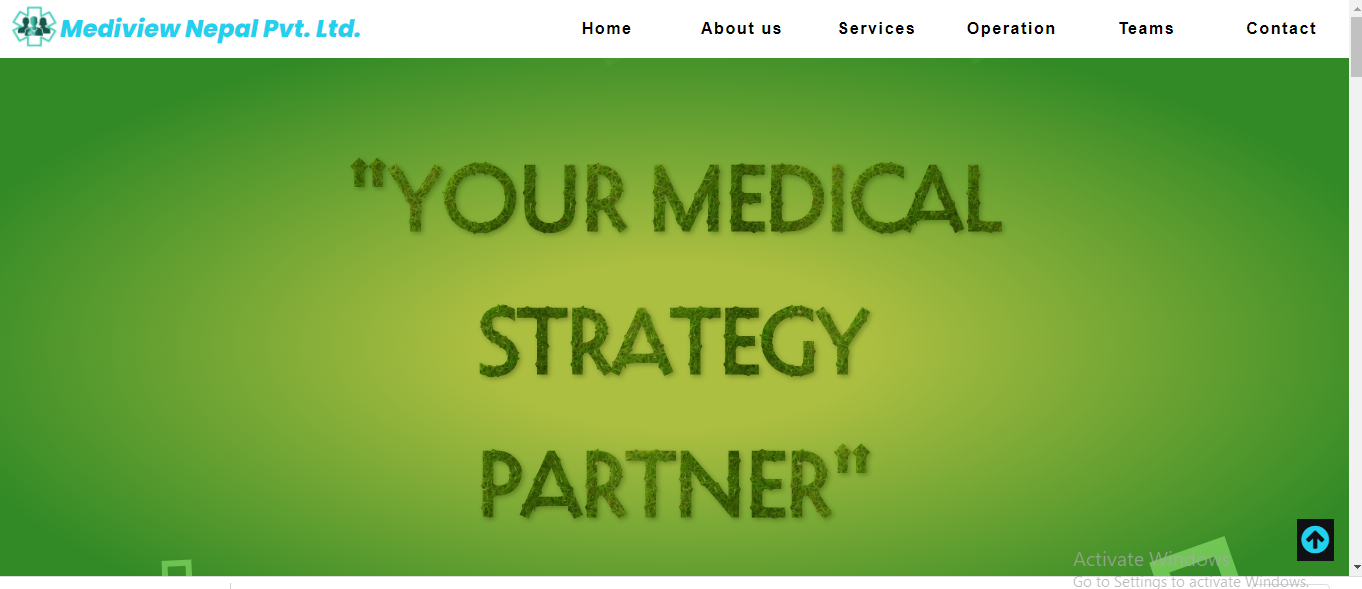 Mediview Nepal Pvt. Ltd.
Home About us Services Operation Teams Contact
"YOUR MEDICAL
STRATEGY
PARTNER"
Activate Windows
Go to Settings to activate Windows.